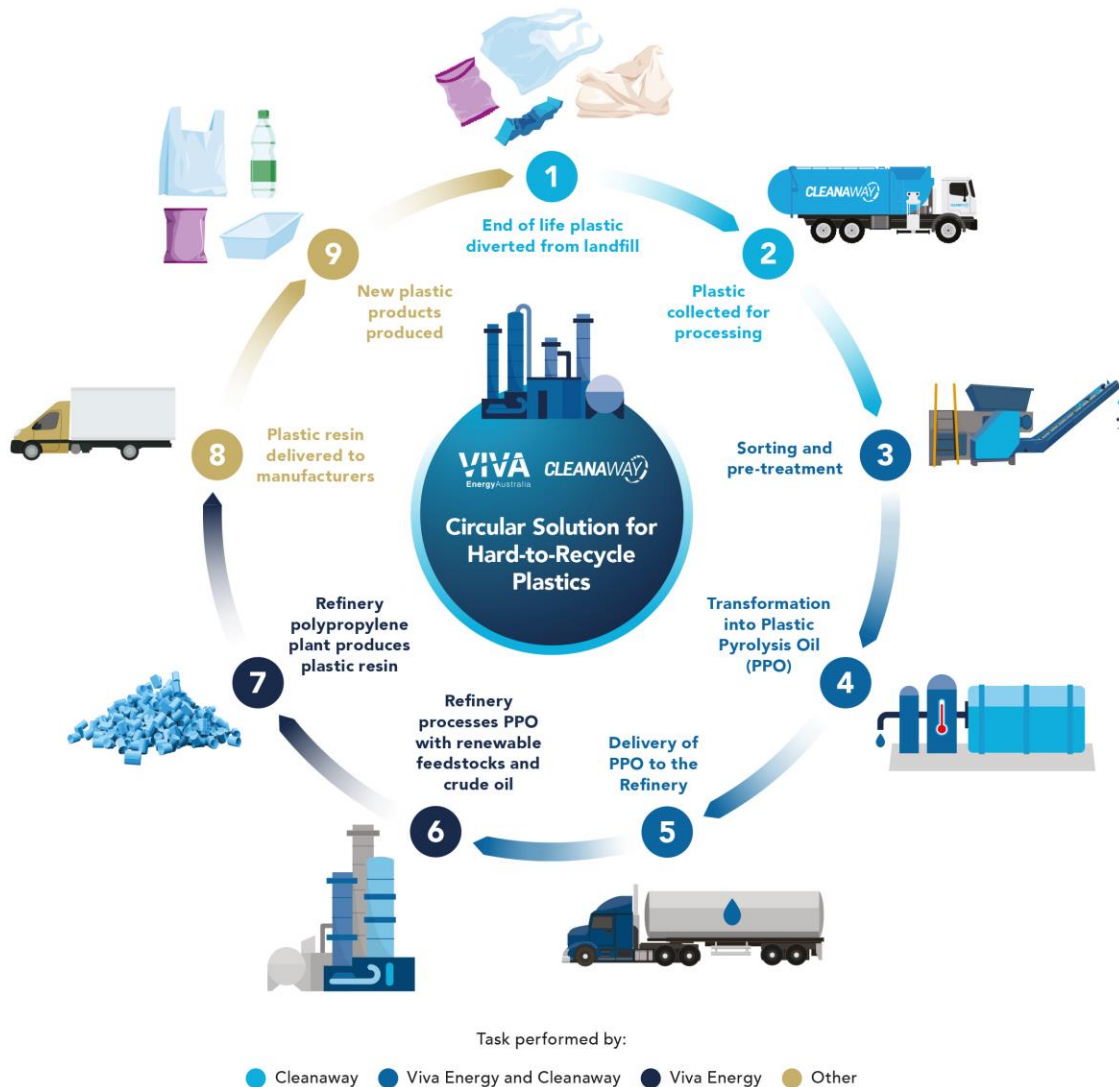 1
End of life plastic
diverted from landfill
CLEANAWAY
2
Plastic
collected for
processing
3
Sorting and
pre-treatment
4
Transformation
into Plastic
Pyrolysis Oil
(PPO)
5
Delivery of
PPO to the
Refinery
6
Refinery
processes PPO
with renewable
feedstocks and
crude oil
7
Refinery
polypropylene
plant produces
plastic resin
8
Plastic resin
delivered to
manufacturers
9
New plastic
products
produced
VIVA
EnergyAustralia
CLEANAWAY
Circular Solution for
Hard-to-Recycle
Plastics
Task performed by:
Cleanaway
Viva Energy and Cleanaway
Viva Energy
Other